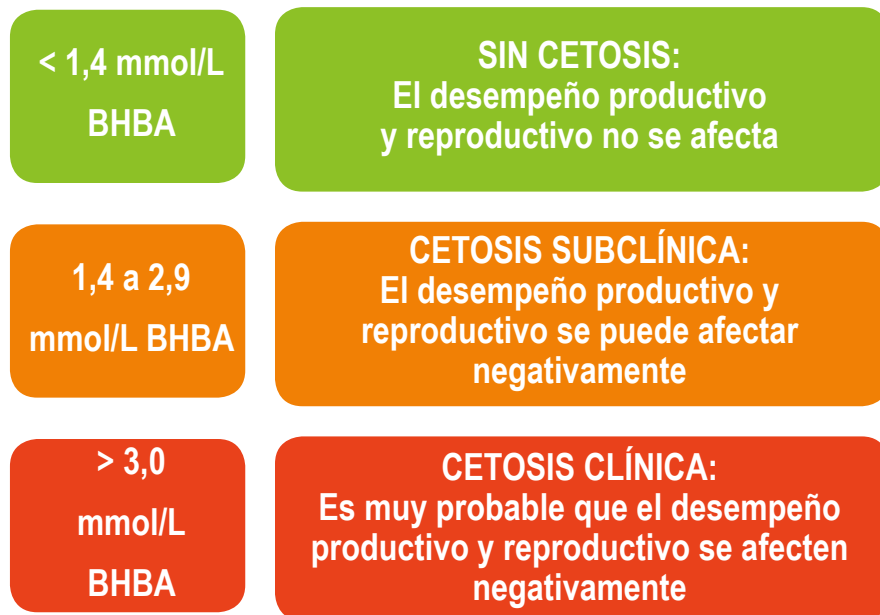 < 1,4 mmol/L
BHBA
SIN CETOSIS:
El desempeño productivo
y reproductivo no se afecta
1,4 a 2,9
mmol/L BHBA
CETOSIS SUBCLÍNICA:
El desempeño productivo y
reproductivo se puede afectar
negativamente
> 3,0
mmol/L
BHBA
CETOSIS CLÍNICA:
Es muy probable que el desempeño
productivo y reproductivo se afecten
negativamente